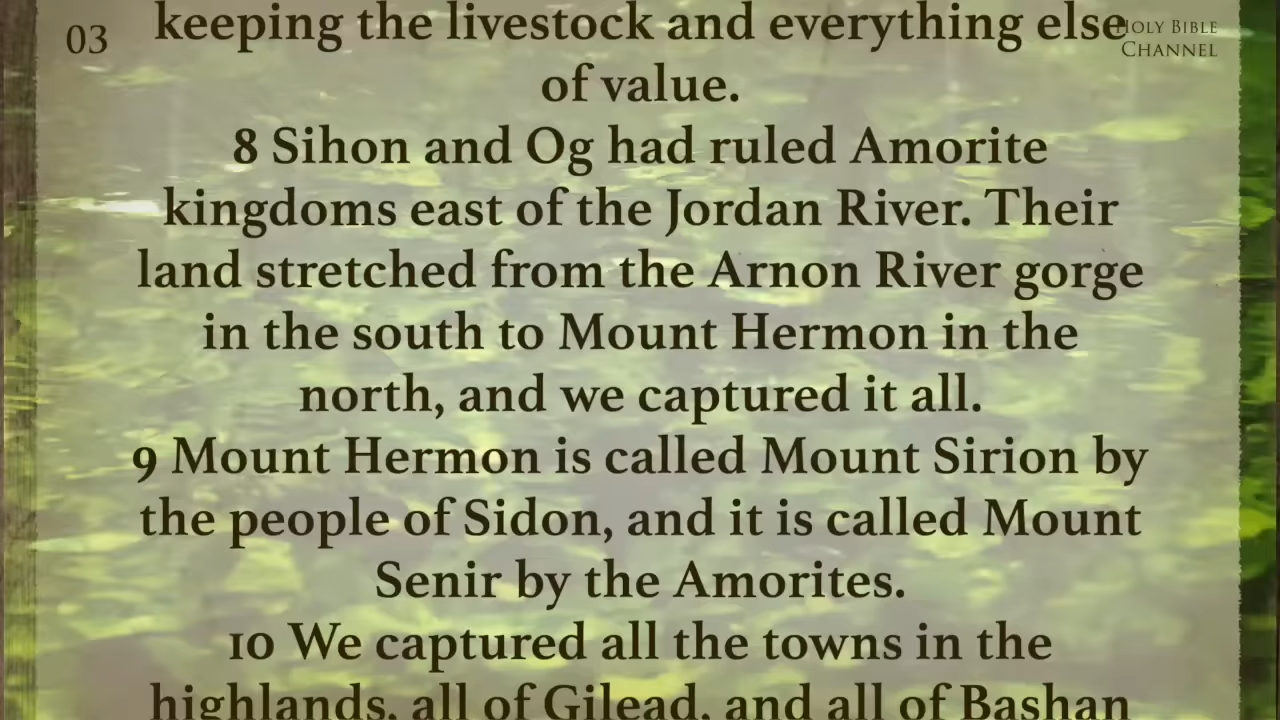 03
keeping the livestock and everything else
HOLY BIBLE
CHANNEL
of value.
8 Sihon and Og had ruled Amorite
kingdoms east of the Jordan River. Their
land stretched from the Arnon River gorge
in the south to Mount Hermon in the
north, and we captured it all.
9 Mount Hermon is called Mount Sirion by
the people of Sidon, and it is called Mount
Senir by the Amorites.
10 We captured all the towns in the
highlands, all of Gilead, and all of Bashan